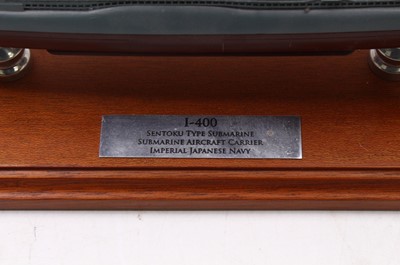 I-400
Sentoku Type Submarine
Submarine Aircraft Carrier
Imperial Japanese Navy